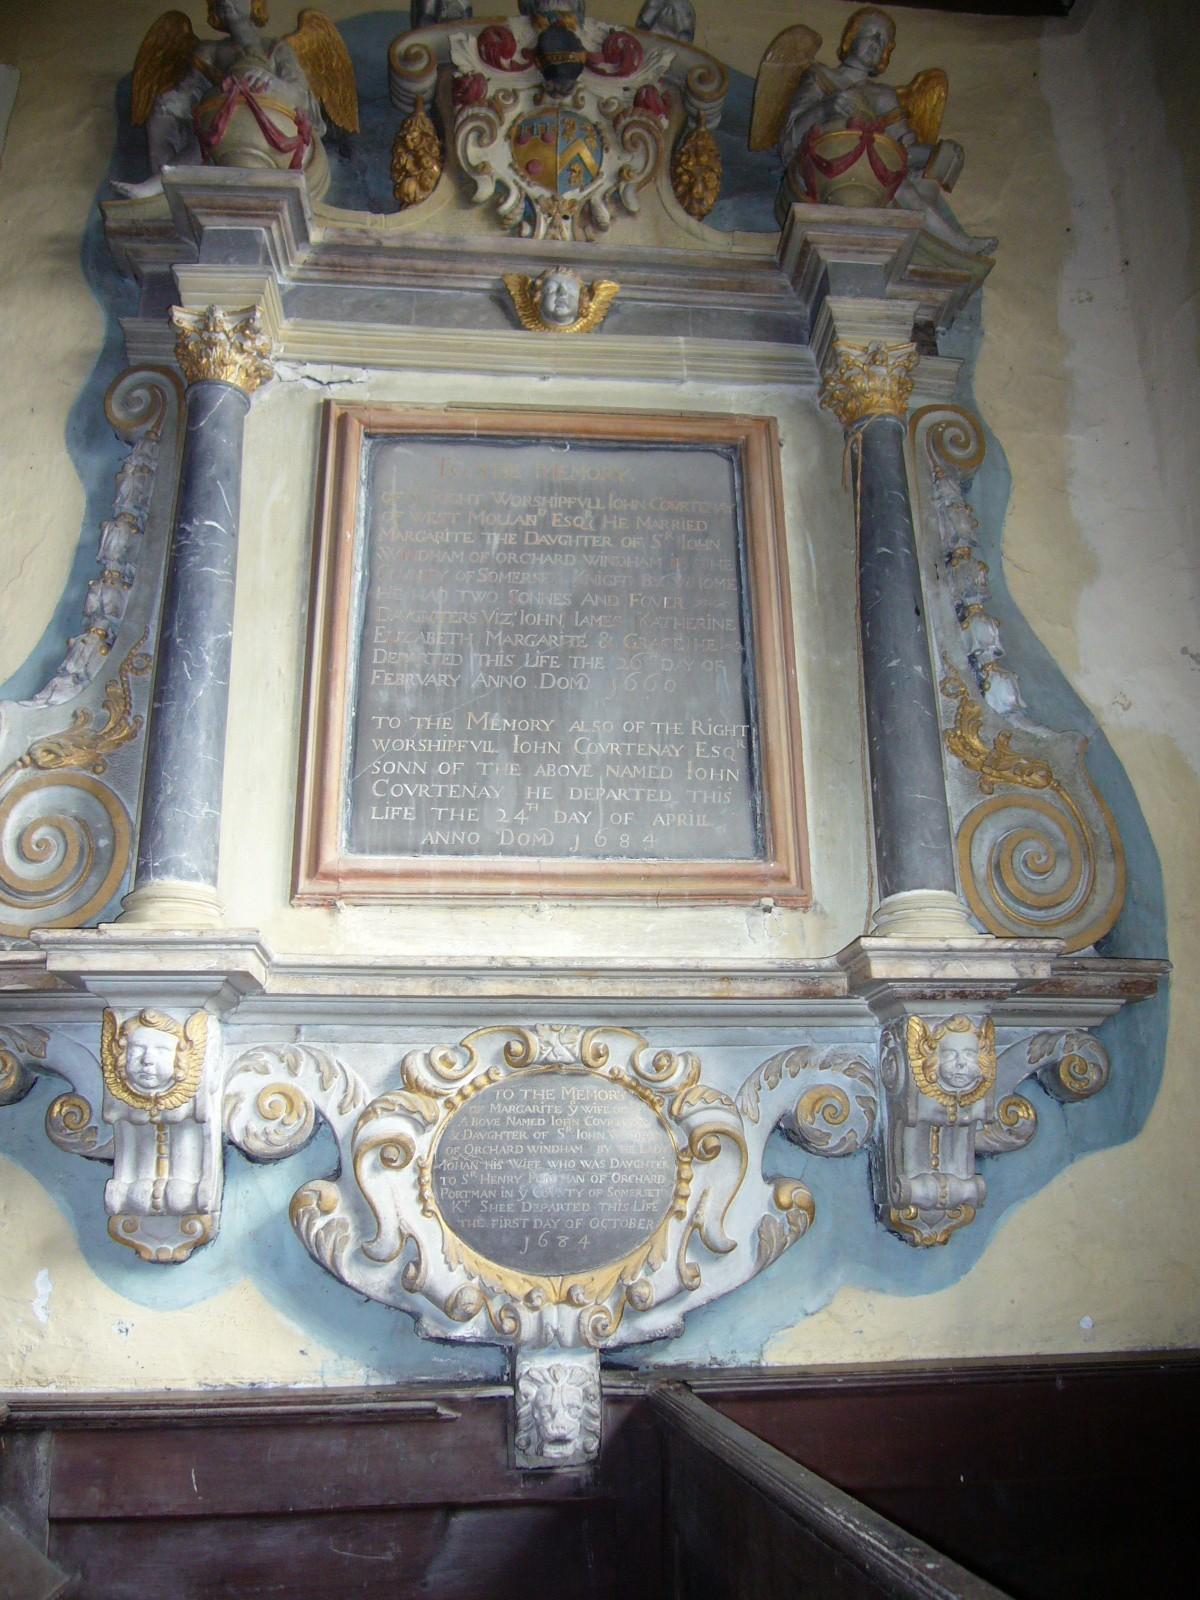 TO THE MEMORY
OF Y RIGHT WORSHIPFVLL IOHN COVRTENAY
OF WEST MOLLAND ESQR HE MARRIED
MARGARITE THE DAVGHTER OF SR IOHN
WINDHAM OF ORCHARD WINDHAM IN THE
COVNTY OF SOMERSET KNIGHT BY WHOME
HE HAD TWO SONNES AND FOVER
DAVGHTERS VIZT IOHN IAMES KATHERINE
ELIZABETH MARGARITE & GRACE HE
DEPARTED THIS LIFE THE 26TH DAY OF
FEBRVARY ANNO DOM 1660
TO THE MEMORY ALSO OF THE RIGHT
WORSHIPFVLL IOHN COVRTENAY ESQR
SONN OF THE ABOVE NAMED IOHN
COVRTENAY HE DEPARTED THIS
LIFE THE 24TH DAY OF APRILL
ANNO DOM 1684
TO THE MEMORY
OF MARGARITE Y WIFE OF
ABOVE NAMED IOHN COVRTENAY
& DAVGHTER OF SR IOHN WINDHAM
OF ORCHARD WINDHAM BY THE LADY
IOHAN HIS WIFE WHO WAS DAVGHTER
TO SR HENRY PORTMAN OF ORCHARD
PORTMAN IN Y COVNTY OF SOMERSET
KT SHEE DEPARTED THIS LIFE
THE FIRST DAY OF OCTOBER
1684